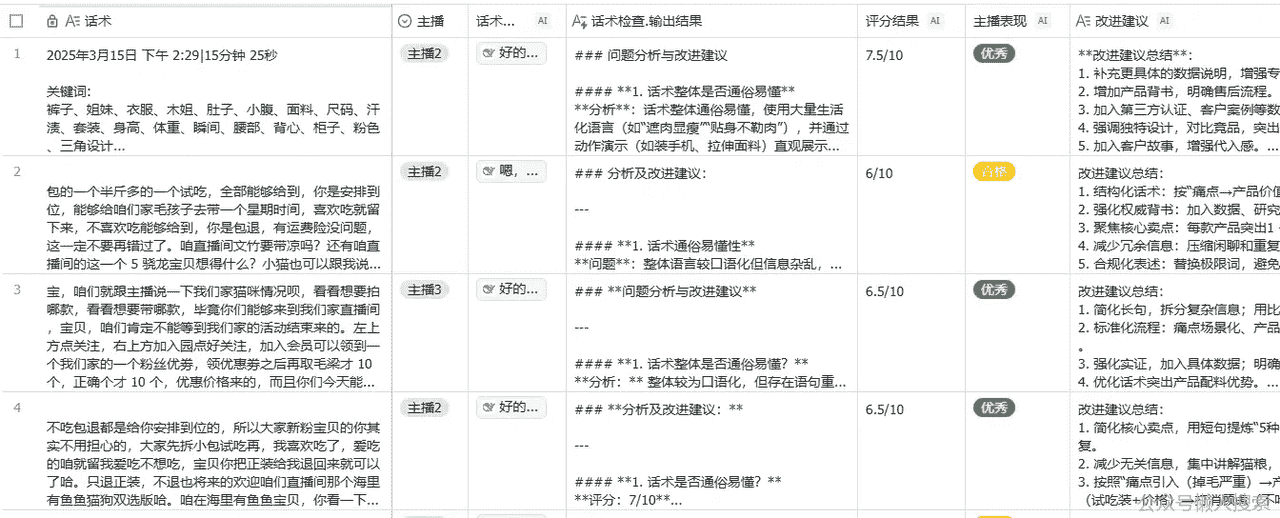 话术
主播
话术... AI
话术检查.输出结果
评分结果 AI
主播表现 AI
改进建议 AI
1
2025年3月15日 下午 2:29|15分钟 25秒
关键词:
裤子、姐妹、衣服、木姐、肚子、小腹、面料、尺码、汗
渍、套装、身高、体重、瞬间、腰部、背心、柜子、粉色
、三角设计...
主播2
好的...
### 问题分析与改进建议
#### **1. 话术整体是否通俗易懂**
**分析**：话术整体通俗易懂，使用大量生活
化语言（如“遮肉显瘦”“贴身不勒肉”），并通过
动作演示（如装手机、拉伸面料）直观展示...
7.5/10
优秀
**改进建议总结**：
1. 补充更具体的数据说明，增强专
2. 增加产品背书，明确售后流程。
3. 加入第三方认证、客户案例等数
4. 强调独特设计，对比竞品，突出
5. 加入客户故事，增强代入感。
2
包的一个半斤多的一个试吃，全部能够给到，你是安排到
位，能够给咱们家毛孩子去带一个星期时间，喜欢吃就留
下来，不喜欢吃能够给到，你是包退，有运费险没问题，
这一定不要再错过了。咱直播间文竹要带凉吗？还有咱直
播间的这一个 5 骁龙宝贝想得什么？小猫也可以跟我说...
主播2
嗯，...
### 分析及改进建议：
---
#### **1. 话术通俗易懂性**
**问题**：整体语言较口语化但信息杂乱，...
6/10
合格
改进建议总结：
1. 结构化话术：按“痛点→产品价值
2. 强化权威背书：加入数据、研究
3. 聚焦核心卖点：每款产品突出1
4. 减少冗余信息：压缩闲聊和重复
5. 合规化表述：替换极限词，避免
3
宝，咱们就跟主播说一下我们家猫咪情况呗，看看想要拍
哪款，看看想要带哪款，毕竟你们能够来到我们家直播间
，宝贝，咱们肯定不能等到我们家的活动结束来的。左上
方点关注，右上方加入园点好关注，加入会员可以领到一
个我们家的一个粉丝优券，领优惠券之后再取毛梁才 10
个，正确个才 10 个，优惠价格来的，而且你们今天能...
主播3
好的...
### **问题分析与改进建议**
---
#### **1. 话术整体是否通俗易懂？**
**分析：** 整体较为口语化，但存在语句重...
6.5/10
优秀
改进建议总结：
1. 简化长句，拆分复杂信息；用比
2. 标准化流程：痛点场景化、产品
。
3. 强化实证，加入具体数据；明确
4. 优化话术突出产品配料优势。
4
不吃包退都是给你安排到位的，所以大家新粉宝贝的你其
实不用担心的，大家先拆小包试吃再，我喜欢吃了，爱吃
的咱就留我爱吃不想吃，宝贝你把正装给我退回来就可以
了哈。只退正装，不退也将来的欢迎咱们直播间那个海里
有鱼鱼猫狗双选版哈。咱在海里有鱼鱼宝贝，你看一下...
主播2
好的...
### **分析及改进建议：**
---
#### **1. 话术是否通俗易懂？**
**评分：7/10**...
6.5/10
优秀
改进建议总结：
1. 简化核心卖点，用短句提炼“5种
复。
2. 减少无关信息，集中讲解猫粮，
3. 按照“痛点引入（掉毛严重）→产
（试吃装+价格）→打消顾虑（不吃